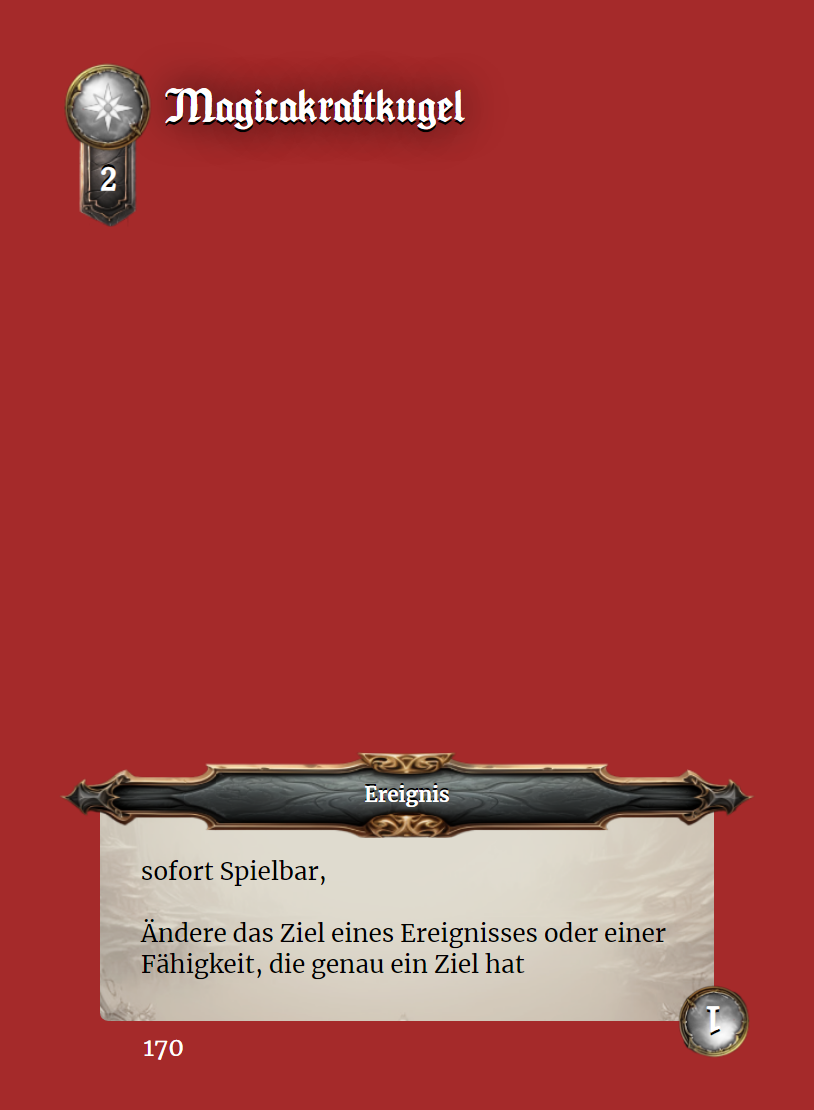 Magicakraftkugel
2
Ereignis
sofort Spielbar,
Ändere das Ziel eines Ereignisses oder einer
Fähigkeit, die genau ein Ziel hat
1
170